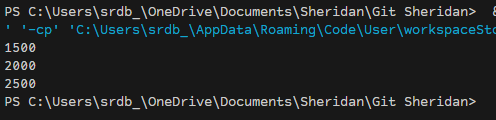 PS C:\Users\srdb_\OneDrive\Documents\Sheridan\Git Sheridan>  &
' '-cp' 'C:\Users\srdb_\AppData\Roaming\Code\User\workspaceSto
1500
2000
2500
PS C:\Users\srdb_\OneDrive\Documents\Sheridan\Git Sheridan>